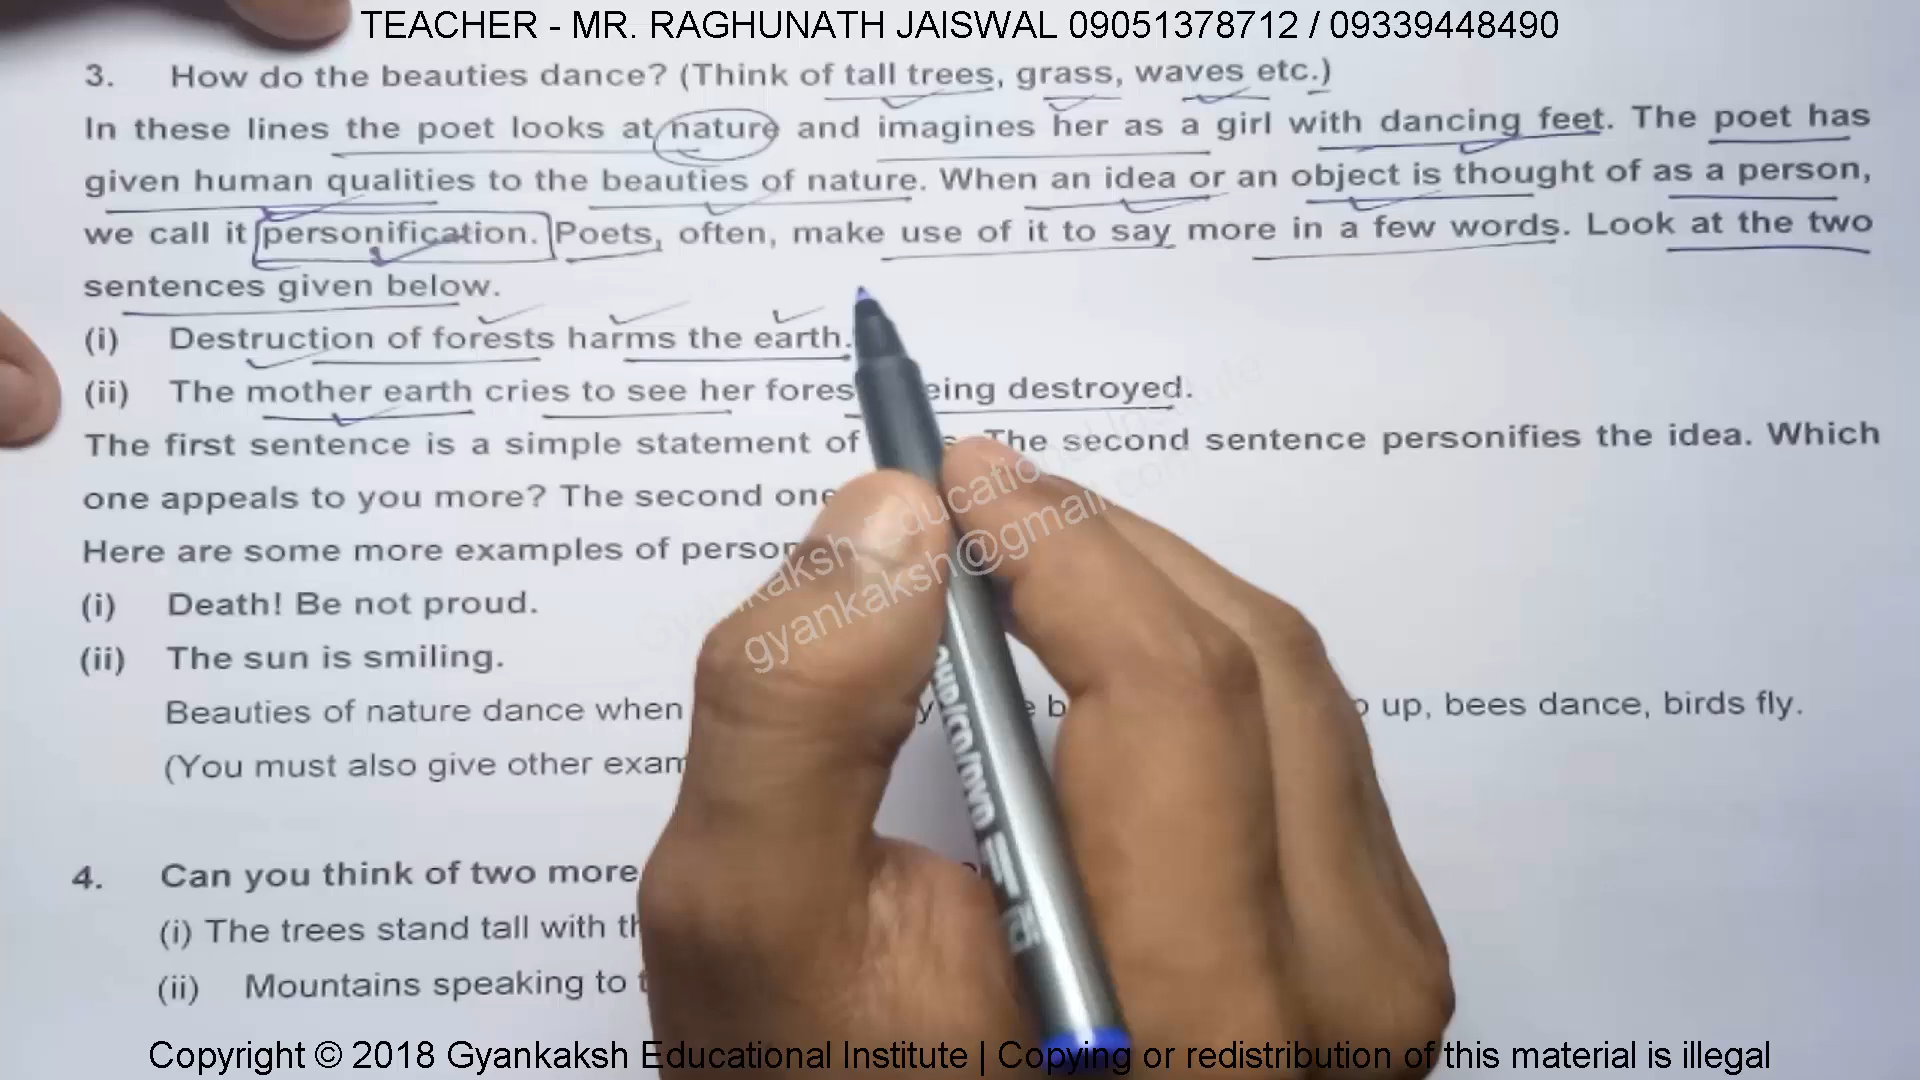 TEACHER - MR. RAGHUNATH JAISWAL 09051378712 / 09339448490
3. How do the beauties dance? (Think of tall trees, grass, waves etc.)
In these lines the poet looks at nature and imagines her as a girl with dancing feet. The poet has
given human qualities to the beauties of nature. When an idea or an object is thought of as a person,
we call it personification. Poets, often, make use of it to say more in a few words. Look at the two
sentences given below.
(i) Destruction of forests harms the earth.
(ii) The mother earth cries to see her destroyed.
The first sentence is a simple statement of The second sentence personifies the idea. Which
one appeals to you more? The second one
Here are some more examples of
(i) Death! Be not proud.
(ii) The sun is smiling.
Beauties of nature dance when up, bees dance, birds fly.
(You must also give other
4. Can you think of two more
(i) The trees stand tall with
(ii) Mountains speaking to
Gyankaksh Educational Institute
gyankaksh@gmail.com
CD/DVD
Copyright © 2018 Gyankaksh Educational Institute | Copying or redistribution of this material is illegal